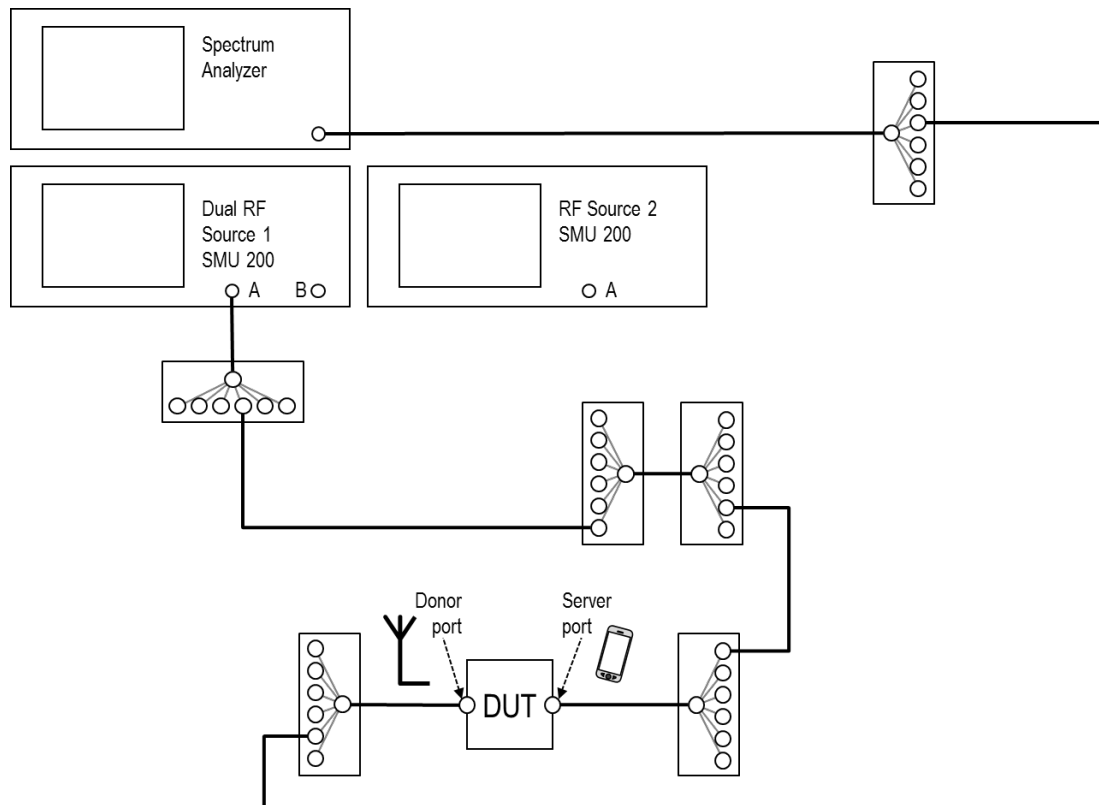 Spectrum
Analyzer
Dual RF
Source 1
SMU 200
A
B
RF Source 2
SMU 200
A
Donor
port
Server
port
DUT